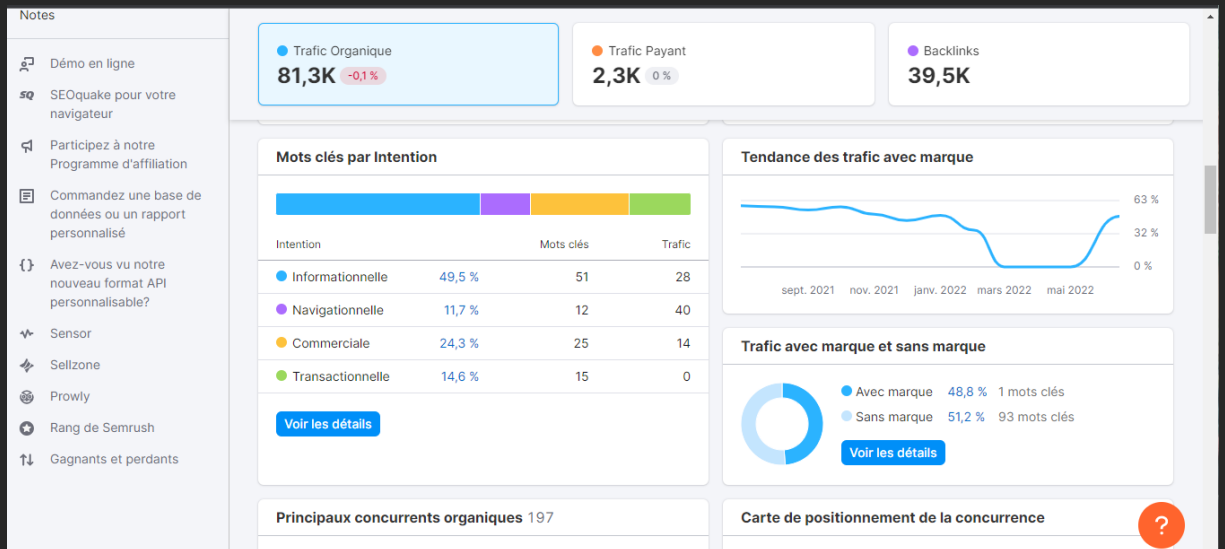 Notes
Démo en ligne
SEOquake pour votre
navigateur
Participez à notre
Programme d'affiliation
Commandez une base de
données ou un rapport
personnalisé
Avez-vous vu notre
nouveau format API
personnalisable?
Sensor
Sellzone
Prowly
Rang de Semrush
Gagnants et perdants
Trafic Organique
81,3K -0,1 %
Trafic Payant
2,3K 0 %
Backlinks
39,5K
Mots clés par Intention
Intention Mots clés Trafic
Informationnelle 49,5 % 51 28
Navigationnelle 11,7 % 12 40
Commerciale 24,3 % 25 14
Transactionnelle 14,6 % 15 0
Voir les détails
Tendance des trafic avec marque
63 %
32 %
0 %
sept. 2021 nov. 2021 janv. 2022 mars 2022 mai 2022
Trafic avec marque et sans marque
Avec marque 48,8 % 1 mots clés
Sans marque 51,2 % 93 mots clés
Voir les détails
Principaux concurrents organiques 197
Carte de positionnement de la concurrence
?